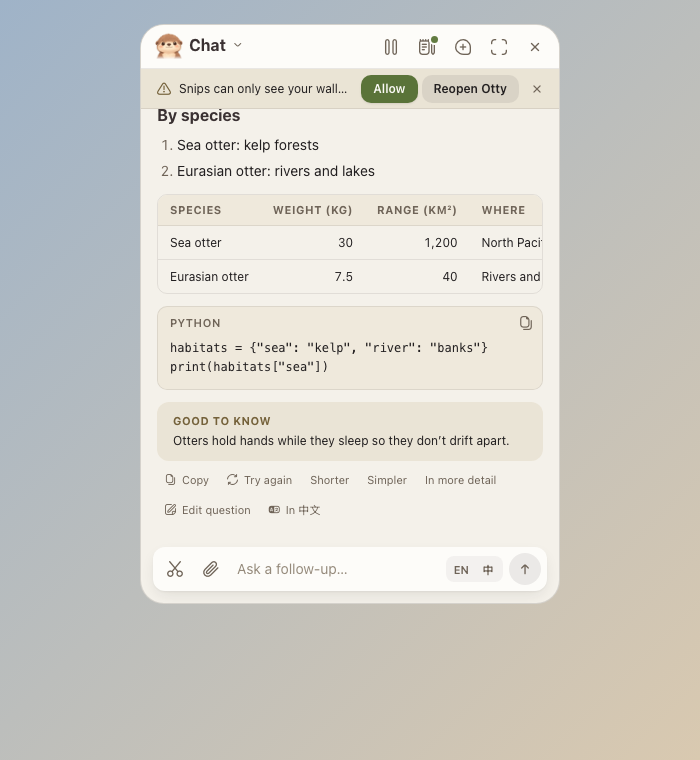 Chat
Snips can only see your wall...
Allow
Reopen Otty
By species
1. Sea otter: kelp forests
2. Eurasian otter: rivers and lakes
SPECIES WEIGHT (KG) RANGE (KM²) WHERE
Sea otter 30 1,200 North Paci
Eurasian otter 7.5 40 Rivers and
PYTHON
habitats = {"sea": "kelp", "river": "banks"}
print(habitats["sea"])
GOOD TO KNOW
Otters hold hands while they sleep so they don’t drift apart.
Copy Try again Shorter Simpler In more detail
Edit question In 中文
Ask a follow-up... EN 中